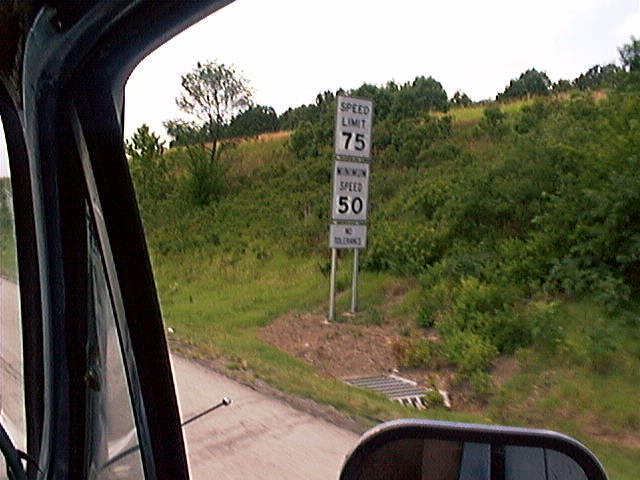 SPEED
LIMIT
75
MINIMUM
SPEED
50
NO
TOLERANCE